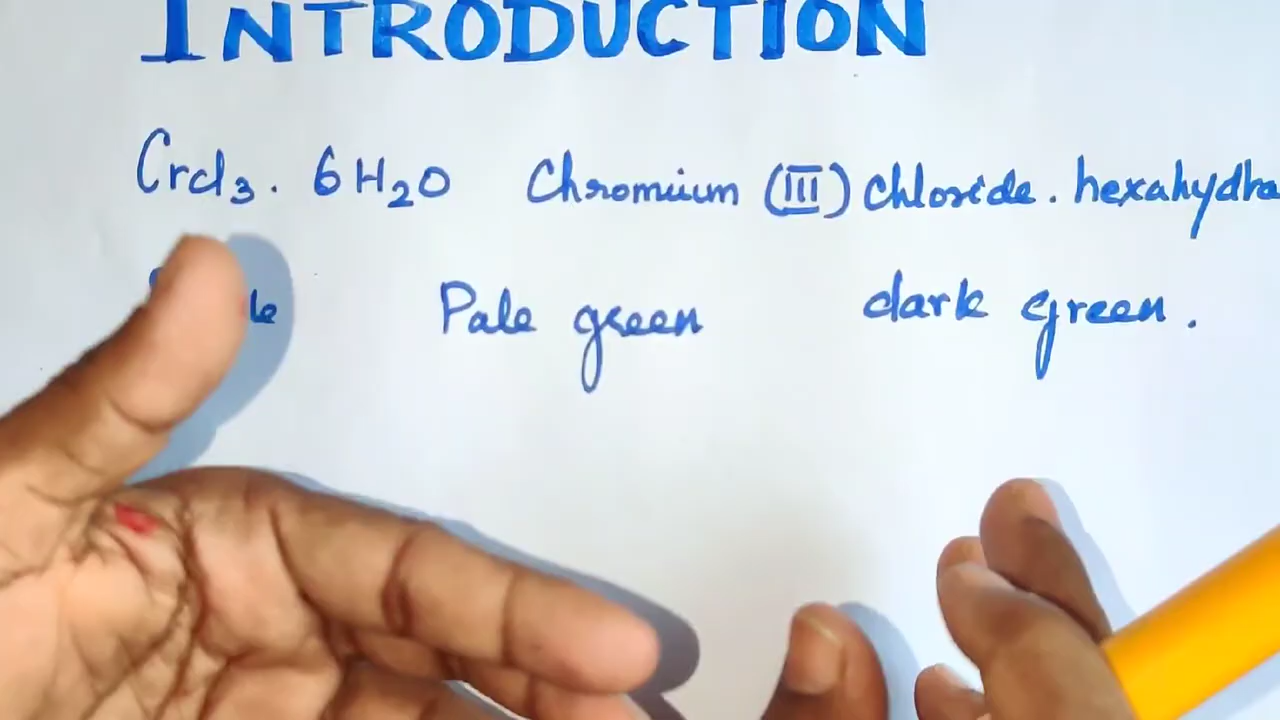 INTRODUCTION
Crcl3. 6H2O Chromium (III) chloride. hexahydra
Pale green dark green.